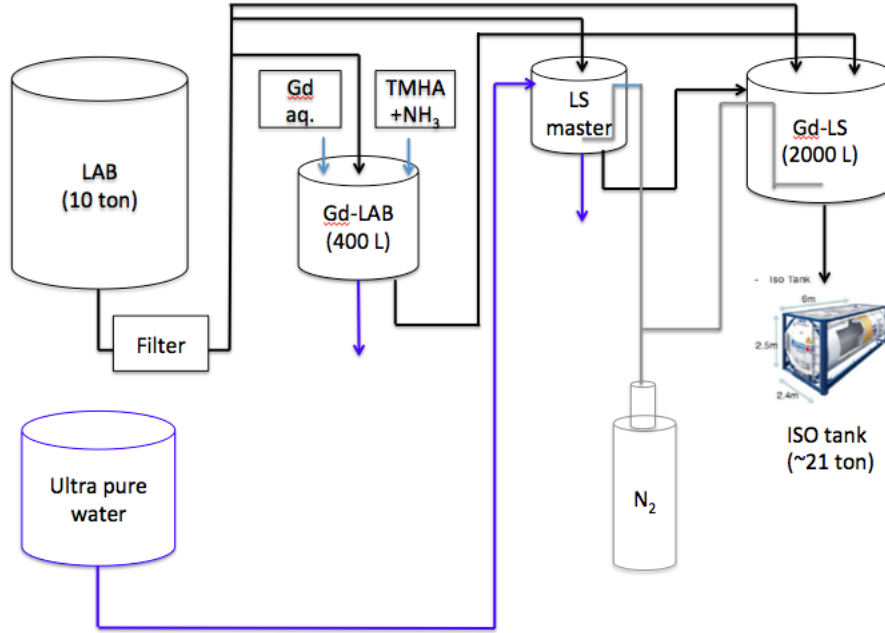 LAB
(10 ton)
Gd
aq.
TMHA
+NH₃
LS
master
Gd-LS
(2000 L)
Gd-LAB
(400 L)
Filter
- Iso Tank
6m
2.5m
2.4m
ISO tank
(~21 ton)
Ultra pure
water
N₂